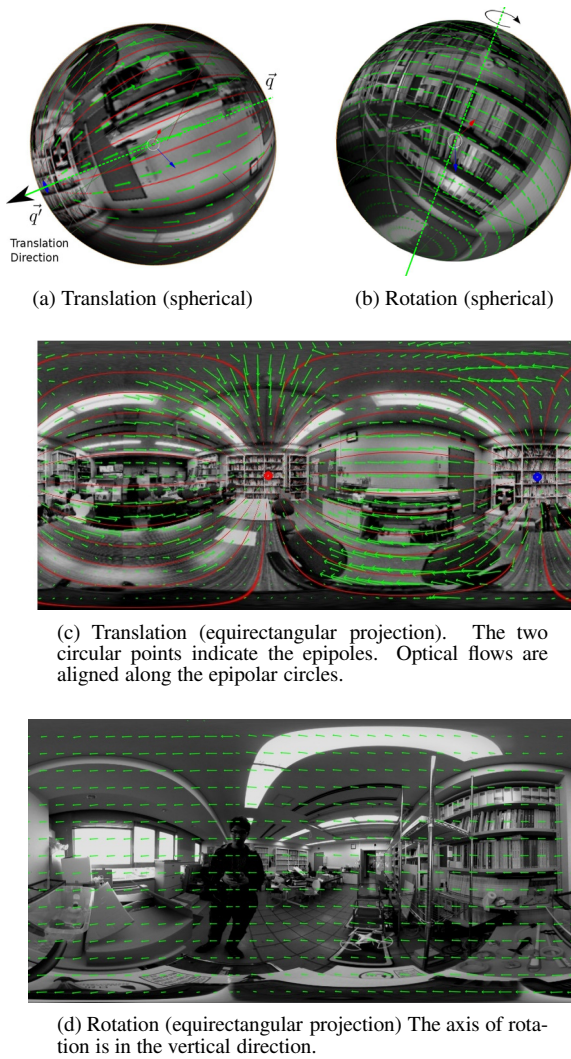 q⃗
q⃗′
Translation
Direction
(a) Translation (spherical)
(b) Rotation (spherical)
(c) Translation (equirectangular projection). The two
circular points indicate the epipoles. Optical flows are
aligned along the epipolar circles.
(d) Rotation (equirectangular projection) The axis of rota-
tion is in the vertical direction.